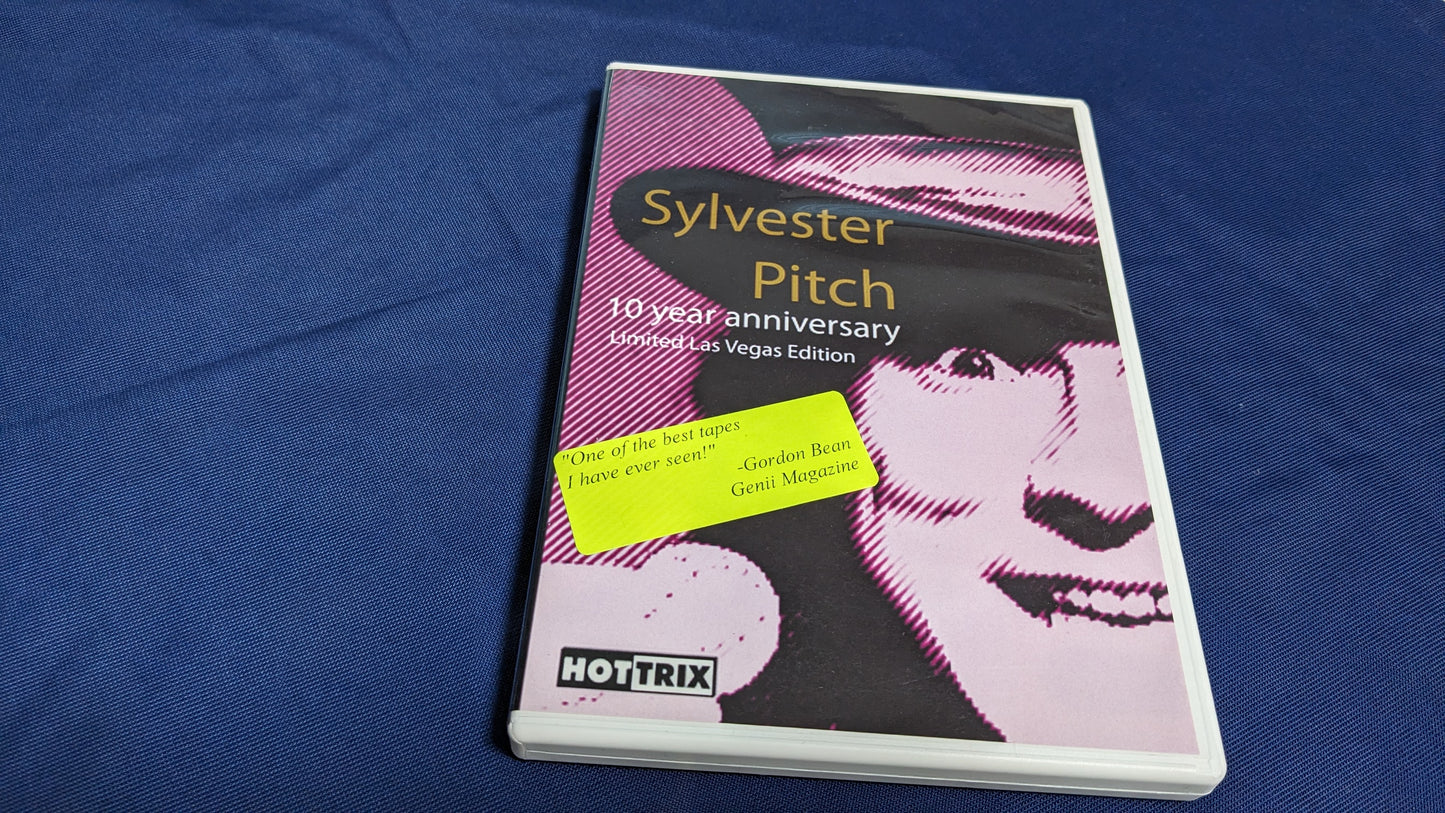 Sylvester
Pitch
10 year anniversary
Limited Las Vegas Edition
"One of the best tapes
I have ever seen!"
-Gordon Bean
Genii Magazine
HOTTRIX